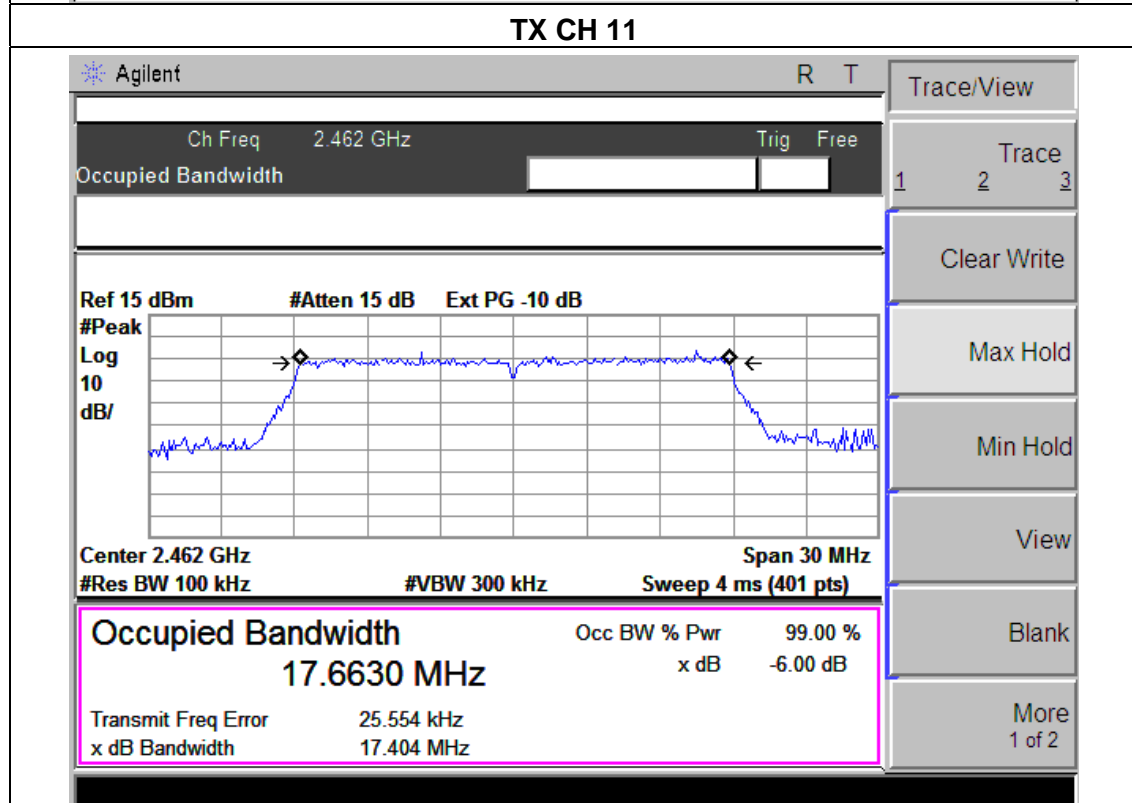 TX CH 11
Agilent R T
Trace/View
Ch Freq 2.462 GHz Trig Free
Occupied Bandwidth
Trace
1 2 3
Clear Write
Ref 15 dBm #Atten 15 dB Ext PG -10 dB
#Peak
Log
10
dB/
Max Hold
Min Hold
View
Center 2.462 GHz Span 30 MHz
#Res BW 100 kHz #VBW 300 kHz Sweep 4 ms (401 pts)
Occupied Bandwidth Occ BW % Pwr 99.00 %
17.6630 MHz x dB -6.00 dB
Blank
Transmit Freq Error 25.554 kHz
x dB Bandwidth 17.404 MHz
More
1 of 2